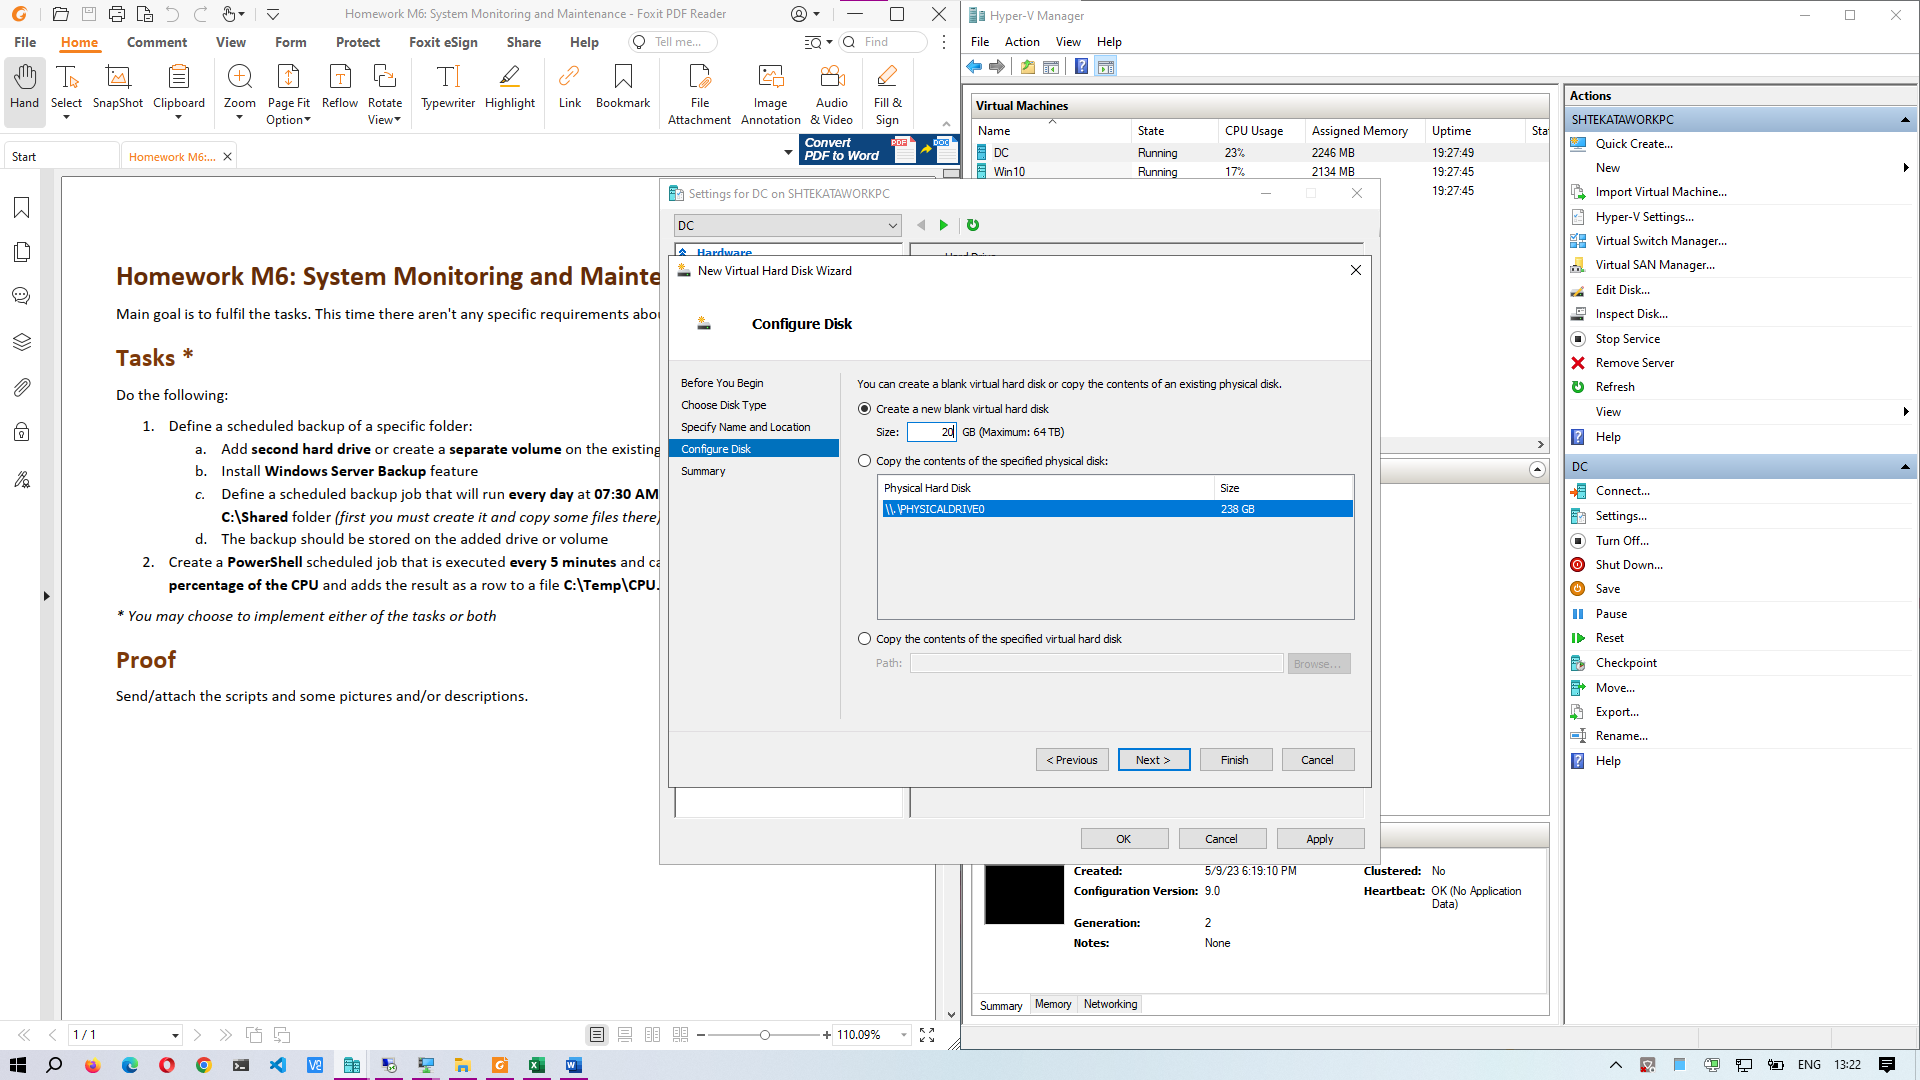 Homework M6: System Monitoring and Maintenance - Foxit PDF Reader
File
Home
Comment
View
Form
Protect
Foxit eSign
Share
Help
Tell me...
Find
Hand
Select
SnapShot
Clipboard
Zoom
Page Fit Option
Reflow
Rotate View
Typewriter
Highlight
Link
Bookmark
File Attachment
Image Annotation
Audio & Video
Fill & Sign
Start
Homework M6:...
Convert PDF to Word
PDF
DOC
Homework M6: System Monitoring and Mainte
Main goal is to fulfil the tasks. This time there aren't any specific requirements abou
Tasks *
Do the following:
1. Define a scheduled backup of a specific folder:
a. Add second hard drive or create a separate volume on the existing
b. Install Windows Server Backup feature
c. Define a scheduled backup job that will run every day at 07:30 AM
C:\Shared folder (first you must create it and copy some files there)
d. The backup should be stored on the added drive or volume
2. Create a PowerShell scheduled job that is executed every 5 minutes and ca
percentage of the CPU and adds the result as a row to a file C:\Temp\CPU.
* You may choose to implement either of the tasks or both
Proof
Send/attach the scripts and some pictures and/or descriptions.
1 / 1
110.09%
Hyper-V Manager
File
Action
View
Help
Virtual Machines
Name State CPU Usage Assigned Memory Uptime Sta
DC Running 23% 2246 MB 19:27:49
Win10 Running 17% 2134 MB 19:27:45
19:27:45
Settings for DC on SHTEKATAWORKPC
DC
Hardware
New Virtual Hard Disk Wizard
Configure Disk
Before You Begin
Choose Disk Type
Specify Name and Location
Configure Disk
Summary
You can create a blank virtual hard disk or copy the contents of an existing physical disk.
Create a new blank virtual hard disk
Size: 20 GB (Maximum: 64 TB)
Copy the contents of the specified physical disk:
Physical Hard Disk Size
\\.\PHYSICALDRIVE0 238 GB
Copy the contents of the specified virtual hard disk
Path:
Browse...
< Previous
Next >
Finish
Cancel
OK
Cancel
Apply
Created: 5/9/23 6:19:10 PM
Clustered: No
Configuration Version: 9.0
Heartbeat: OK (No Application Data)
Generation: 2
Notes: None
Summary
Memory
Networking
Actions
SHTEKATAWORKPC
Quick Create...
New
Import Virtual Machine...
Hyper-V Settings...
Virtual Switch Manager...
Virtual SAN Manager...
Edit Disk...
Inspect Disk...
Stop Service
Remove Server
Refresh
View
Help
DC
Connect...
Settings...
Turn Off...
Shut Down...
Save
Pause
Reset
Checkpoint
Move...
Export...
Rename...
Help
ENG
13:22